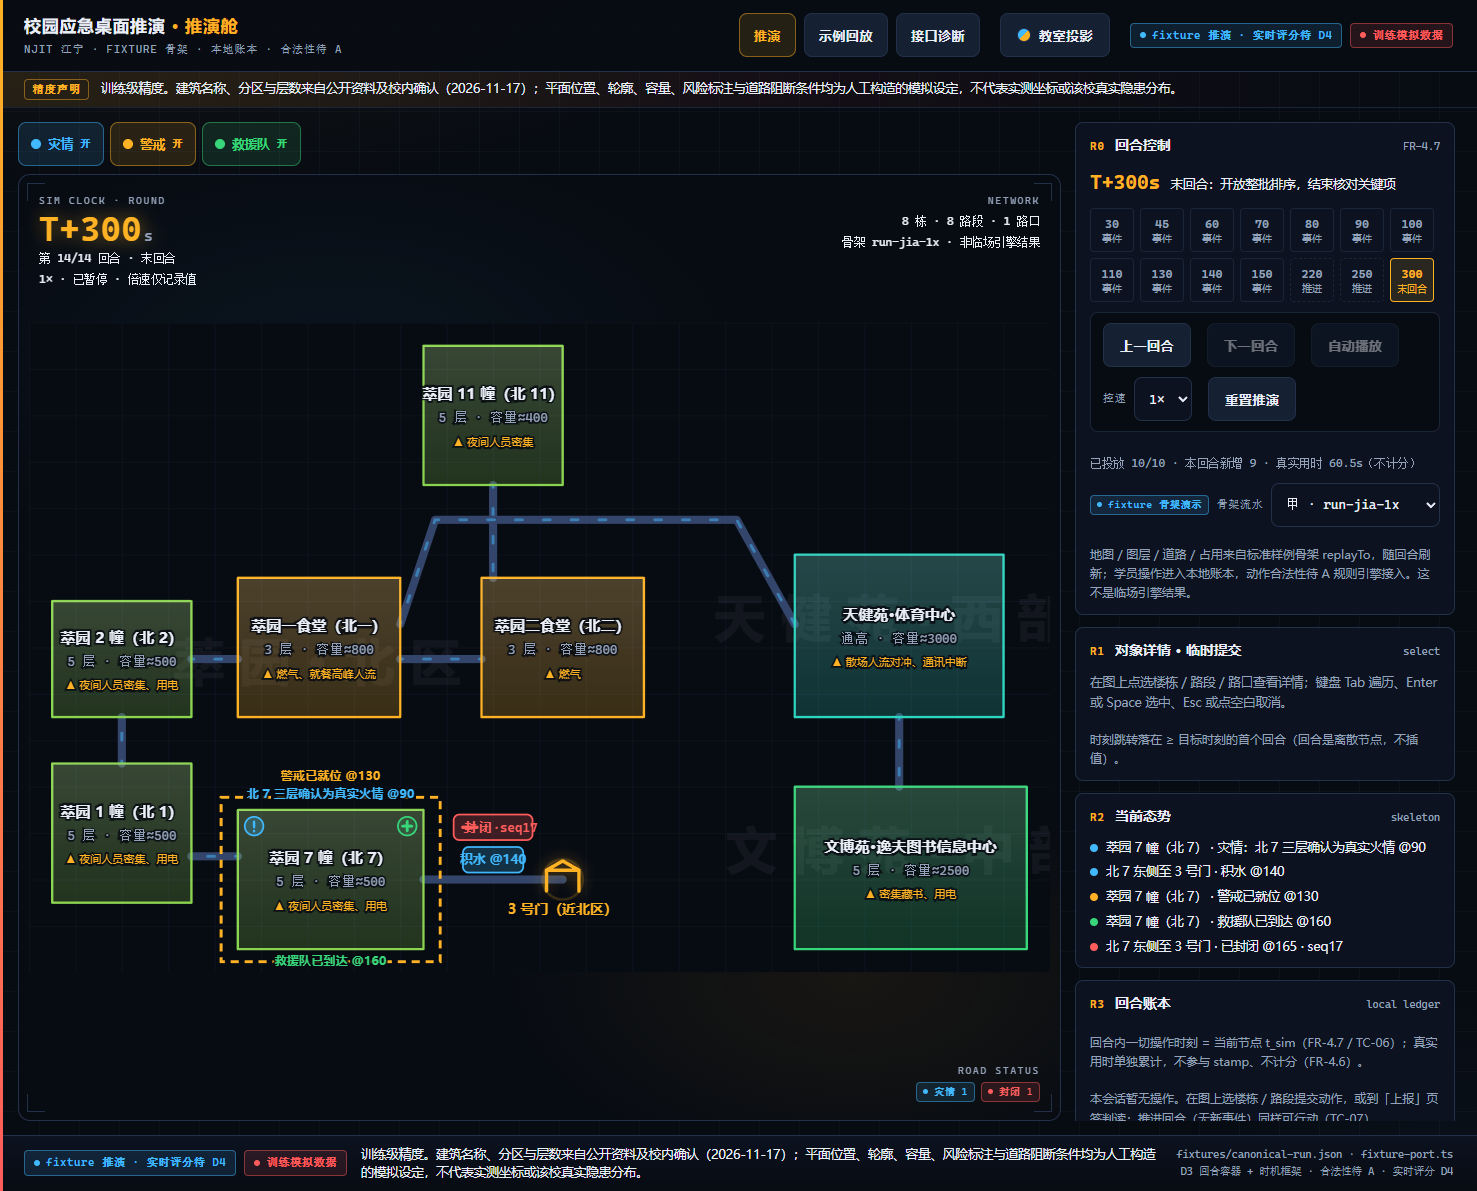 校园应急桌面推演 · 推演舱
NJIT 江宁 · FIXTURE 骨架 · 本地账本 · 合法性待 A
推演
示例回放
接口诊断
教室投影
fixture 推演 · 实时评分待 D4
训练模拟数据
精度声明
训练级精度。建筑名称、分区与层数来自公开资料及校内确认（2026-11-17）；平面位置、轮廓、容量、风险标注与道路阻断条件均为人工构造的模拟设定，不代表实测坐标或该校真实隐患分布。
灾情 开
警戒 开
救援队 开
SIM CLOCK · ROUND
T+300s
第 14/14 回合 · 末回合
1× · 已暂停 · 倍速仅记录值
NETWORK
8 栋 · 8 路段 · 1 路口
骨架 run-jia-1x · 非临场引擎结果
萃园 11 幢（北 11）
5 层 · 容量≈400
▲ 夜间人员密集
萃园 2 幢（北 2）
5 层 · 容量≈500
▲ 夜间人员密集、用电
萃园一食堂（北一）
3 层 · 容量≈800
▲ 燃气、就餐高峰人流
萃园二食堂（北二）
3 层 · 容量≈800
▲ 燃气
天健苑·体育中心
通高 · 容量≈3000
▲ 散场人流对冲、通讯中断
萃园 1 幢（北 1）
5 层 · 容量≈500
▲ 夜间人员密集、用电
警戒已就位 @130
北 7 三层确认为真实火情 @90
萃园 7 幢（北 7）
5 层 · 容量≈500
▲ 夜间人员密集、用电
救援队已到达 @160
封闭 · seq17
积水 @140
3 号门（近北区）
文博苑·逸夫图书信息中心
5 层 · 容量≈2500
▲ 密集藏书、用电
ROAD STATUS
灾情 1
封闭 1
R0 回合控制
FR-4.7
T+300s 末回合：开放整批排序，结束核对关键项
30 事件
45 事件
60 事件
70 事件
80 事件
90 事件
100 事件
110 事件
130 事件
140 事件
150 事件
220 推进
250 推进
300 末回合
上一回合
下一回合
自动播放
控速
1×
重置推演
已投放 10/10 · 本回合新增 9 · 真实用时 60.5s（不计分）
fixture 骨架演示
骨架流水
甲 · run-jia-1x
地图 / 图层 / 道路 / 占用来自标准样例骨架 replayTo，随回合刷
新；学员操作进入本地账本，动作合法性待 A 规则引擎接入。这
不是临场引擎结果。
R1 对象详情 · 临时提交
select
在图上点选楼栋 / 路段 / 路口查看详情；键盘 Tab 遍历、Enter
或 Space 选中、Esc 或点空白取消。
时刻跳转落在 ≥ 目标时刻的首个回合（回合是离散节点，不插
值）。
R2 当前态势
skeleton
萃园 7 幢（北 7） · 灾情：北 7 三层确认为真实火情 @90
北 7 东侧至 3 号门 · 积水 @140
萃园 7 幢（北 7） · 警戒已就位 @130
萃园 7 幢（北 7） · 救援队已到达 @160
北 7 东侧至 3 号门 · 已封闭 @165 · seq17
R3 回合账本
local ledger
回合内一切操作时刻 = 当前节点 t_sim（FR-4.7 / TC-06）；真实
用时单独累计，不参与 stamp、不计分（FR-4.6）。
本会话暂无操作。在图上选楼栋 / 路段提交动作，或到「上报」页
签判读；推进回合（无新事件）同样可行动（TC-07）
fixture 推演 · 实时评分待 D4
训练模拟数据
训练级精度。建筑名称、分区与层数来自公开资料及校内确认（2026-11-17）；平面位置、轮廓、容量、风险标注与道路阻断条件均为人工构造
的模拟设定，不代表实测坐标或该校真实隐患分布。
fixtures/canonical-run.json · fixture-port.ts
D3 回合容器 + 时机框架 · 合法性待 A · 实时评分 D4